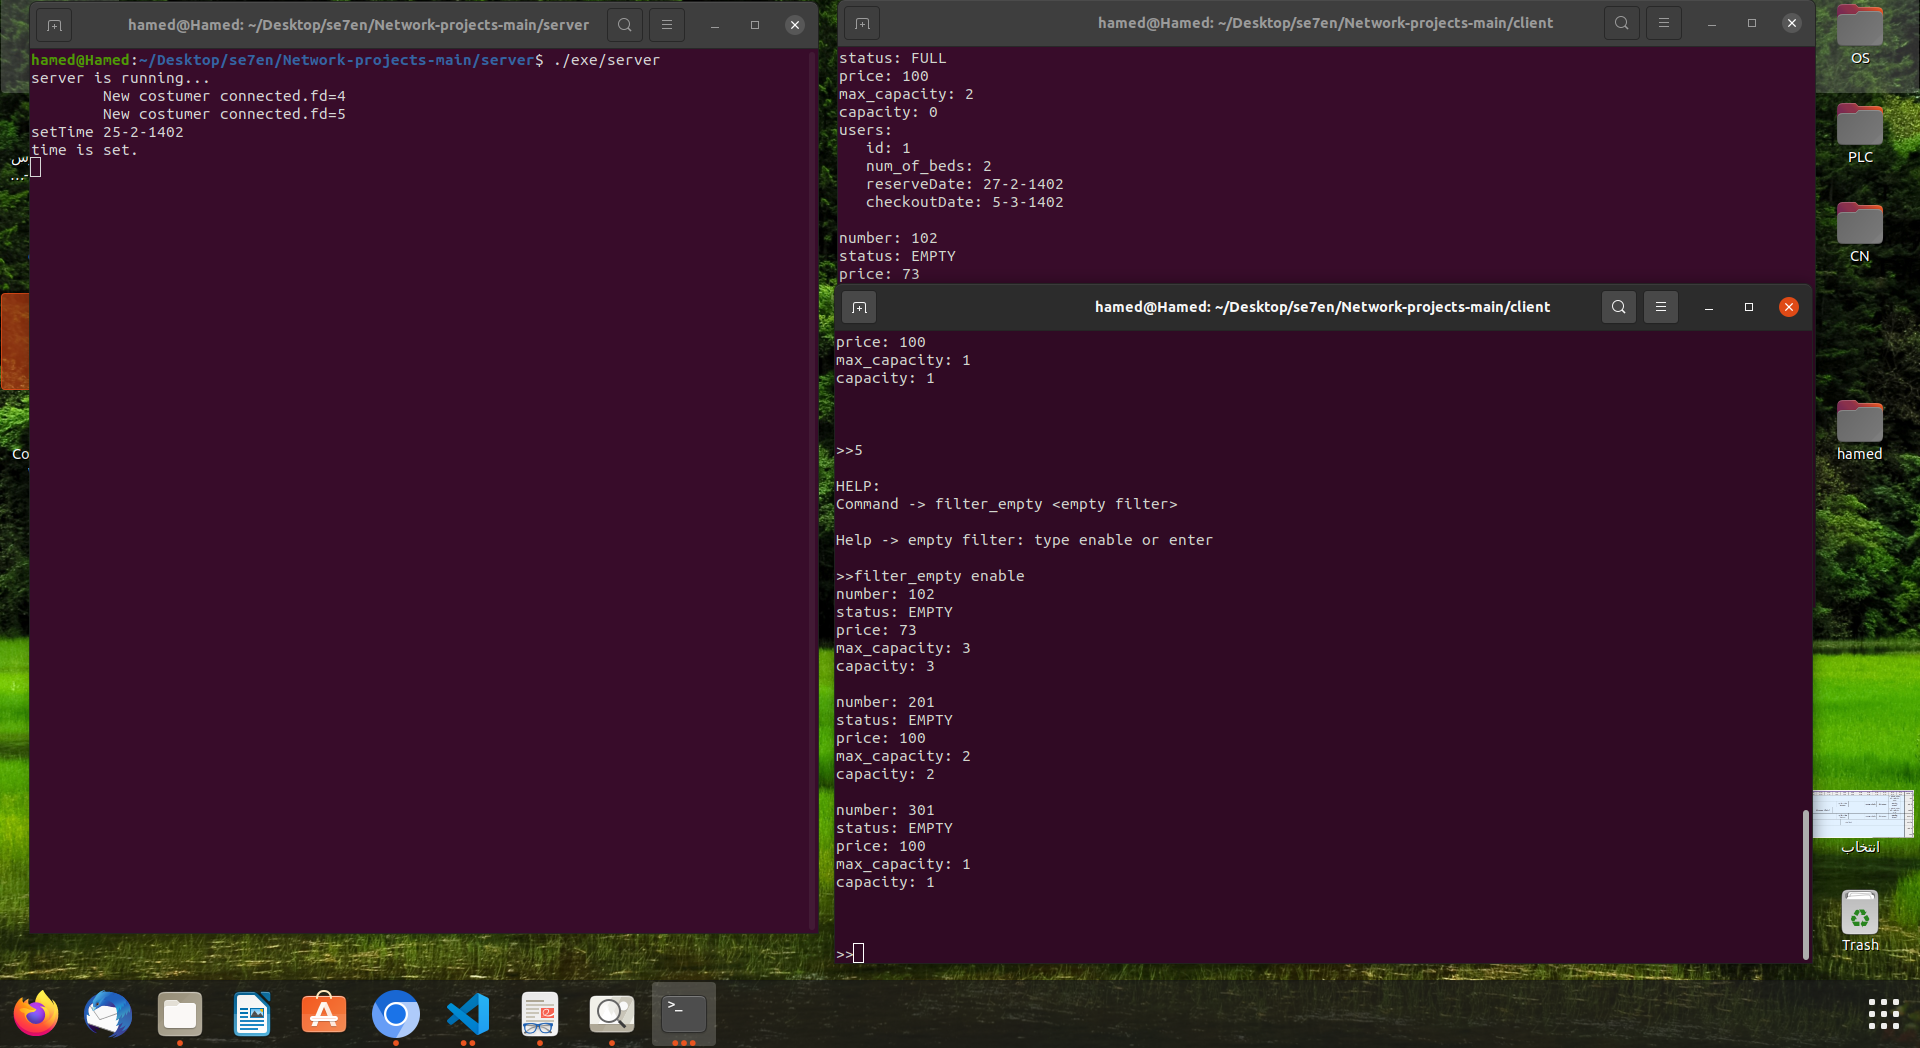 hamed@Hamed: ~/Desktop/se7en/Network-projects-main/server
hamed@Hamed:~/Desktop/se7en/Network-projects-main/server$ ./exe/server
server is running...
New costumer connected.fd=4
New costumer connected.fd=5
setTime 25-2-1402
time is set.
hamed@Hamed: ~/Desktop/se7en/Network-projects-main/client
status: FULL
price: 100
max_capacity: 2
capacity: 0
users:
id: 1
num_of_beds: 2
reserveDate: 27-2-1402
checkoutDate: 5-3-1402
number: 102
status: EMPTY
price: 73
hamed@Hamed: ~/Desktop/se7en/Network-projects-main/client
price: 100
max_capacity: 1
capacity: 1
>>5
HELP:
Command -> filter_empty <empty filter>
Help -> empty filter: type enable or enter
>>filter_empty enable
number: 102
status: EMPTY
price: 73
max_capacity: 3
capacity: 3
number: 201
status: EMPTY
price: 100
max_capacity: 2
capacity: 2
number: 301
status: EMPTY
price: 100
max_capacity: 1
capacity: 1
>>
Co
OS
PLC
CN
hamed
انتخاب
Trash